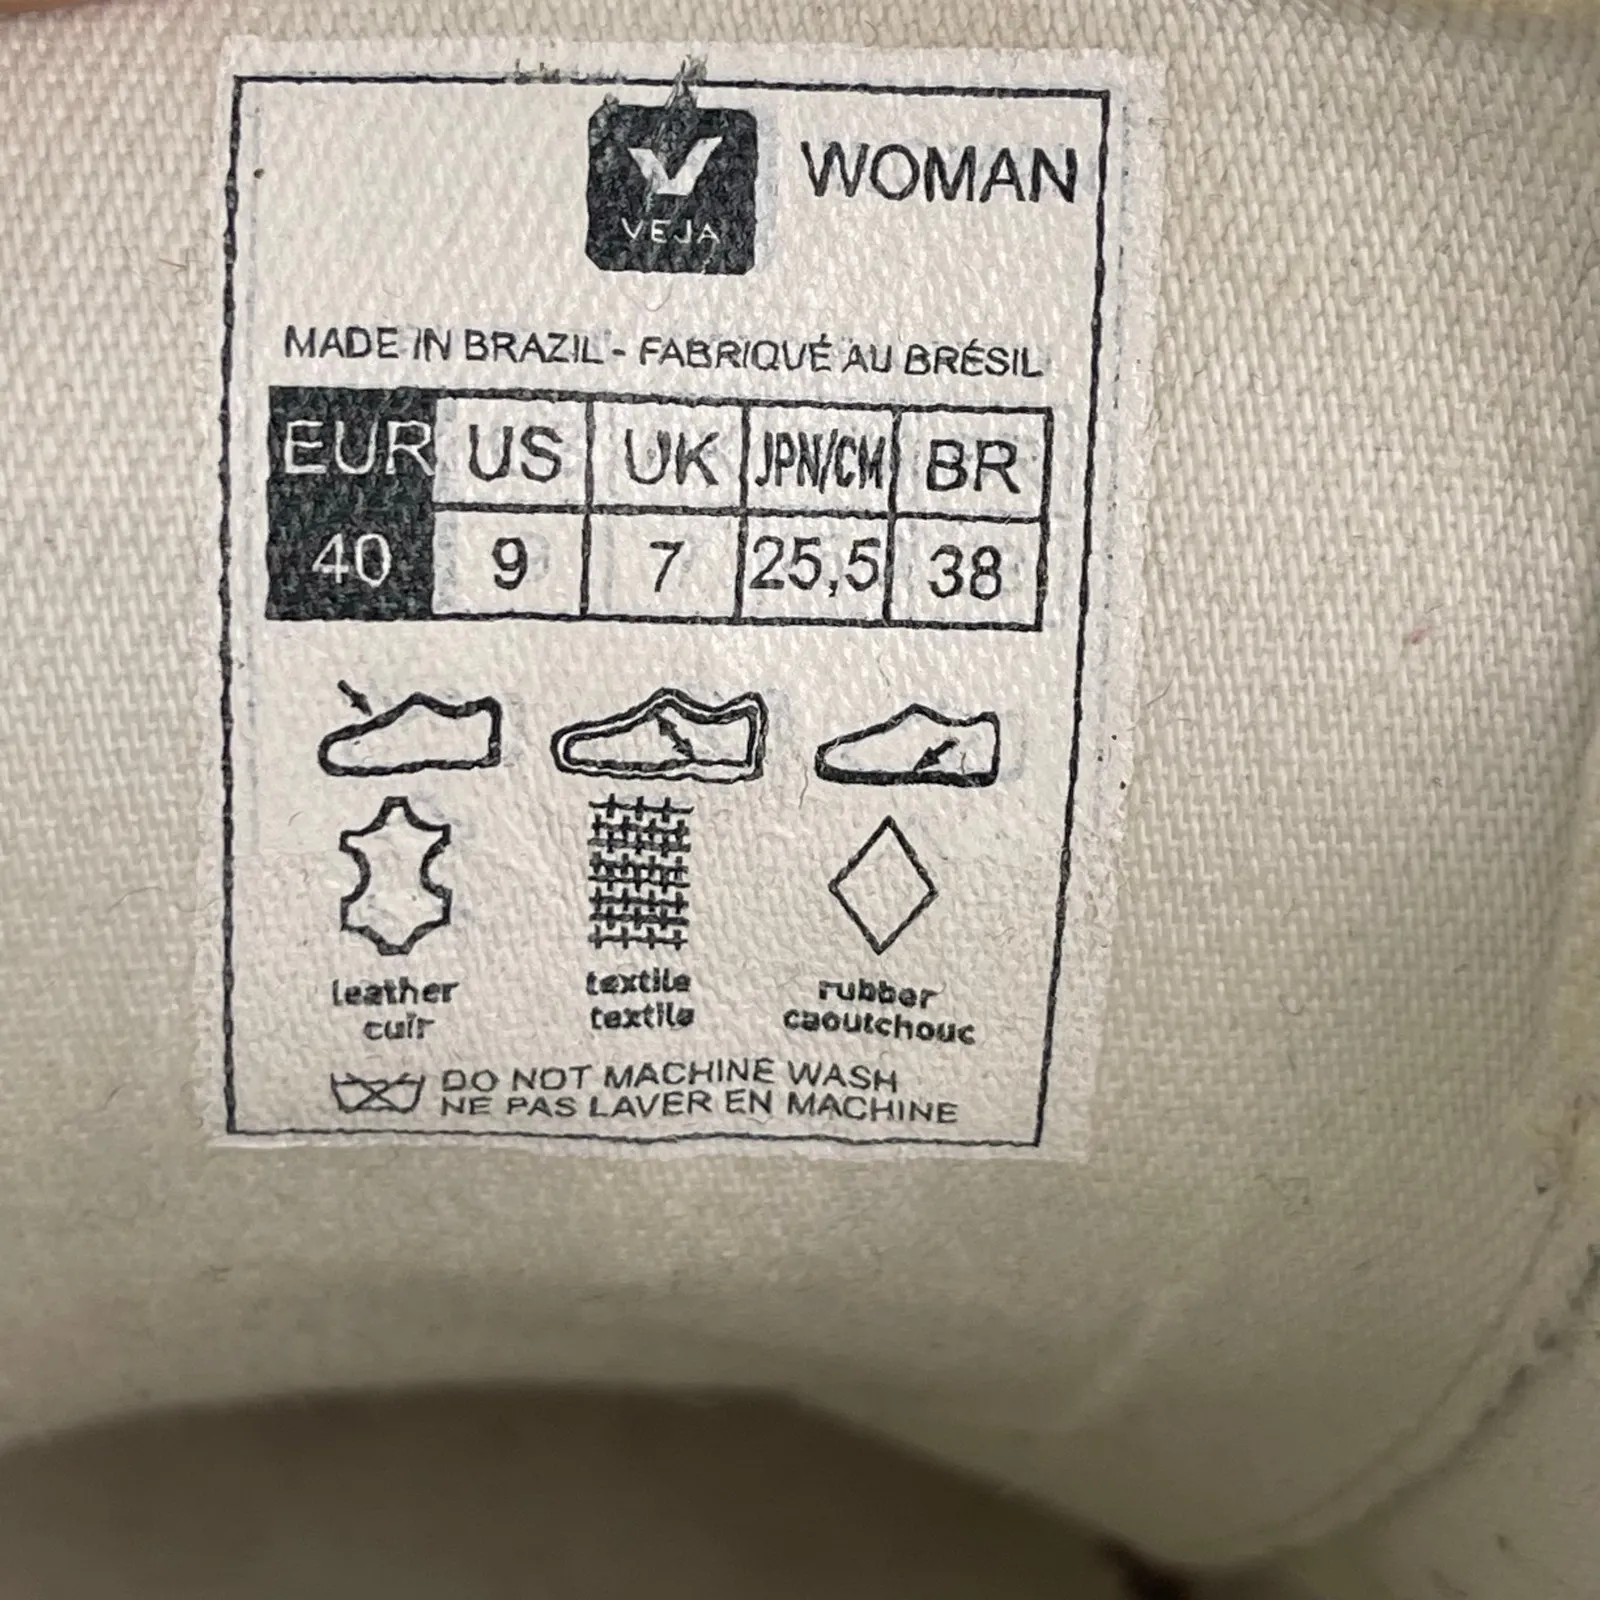 VEJA
WOMAN
MADE IN BRAZIL - FABRIQUÉ AU BRÉSIL
EUR US UK JPN/CM BR
40 9 7 25,5 38
leather textile rubber
cuir textile caoutchouc
DO NOT MACHINE WASH
NE PAS LAVER EN MACHINE